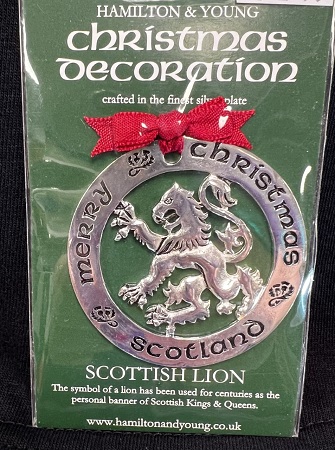 HAMILTON & YOUNG
christmas
decoration
crafted in the finest silver plate
merry christmas
scotland
SCOTTISH LION
The symbol of a lion has been used for centuries as the
personal banner of Scottish Kings & Queens.
www.hamiltonandyoung.co.uk